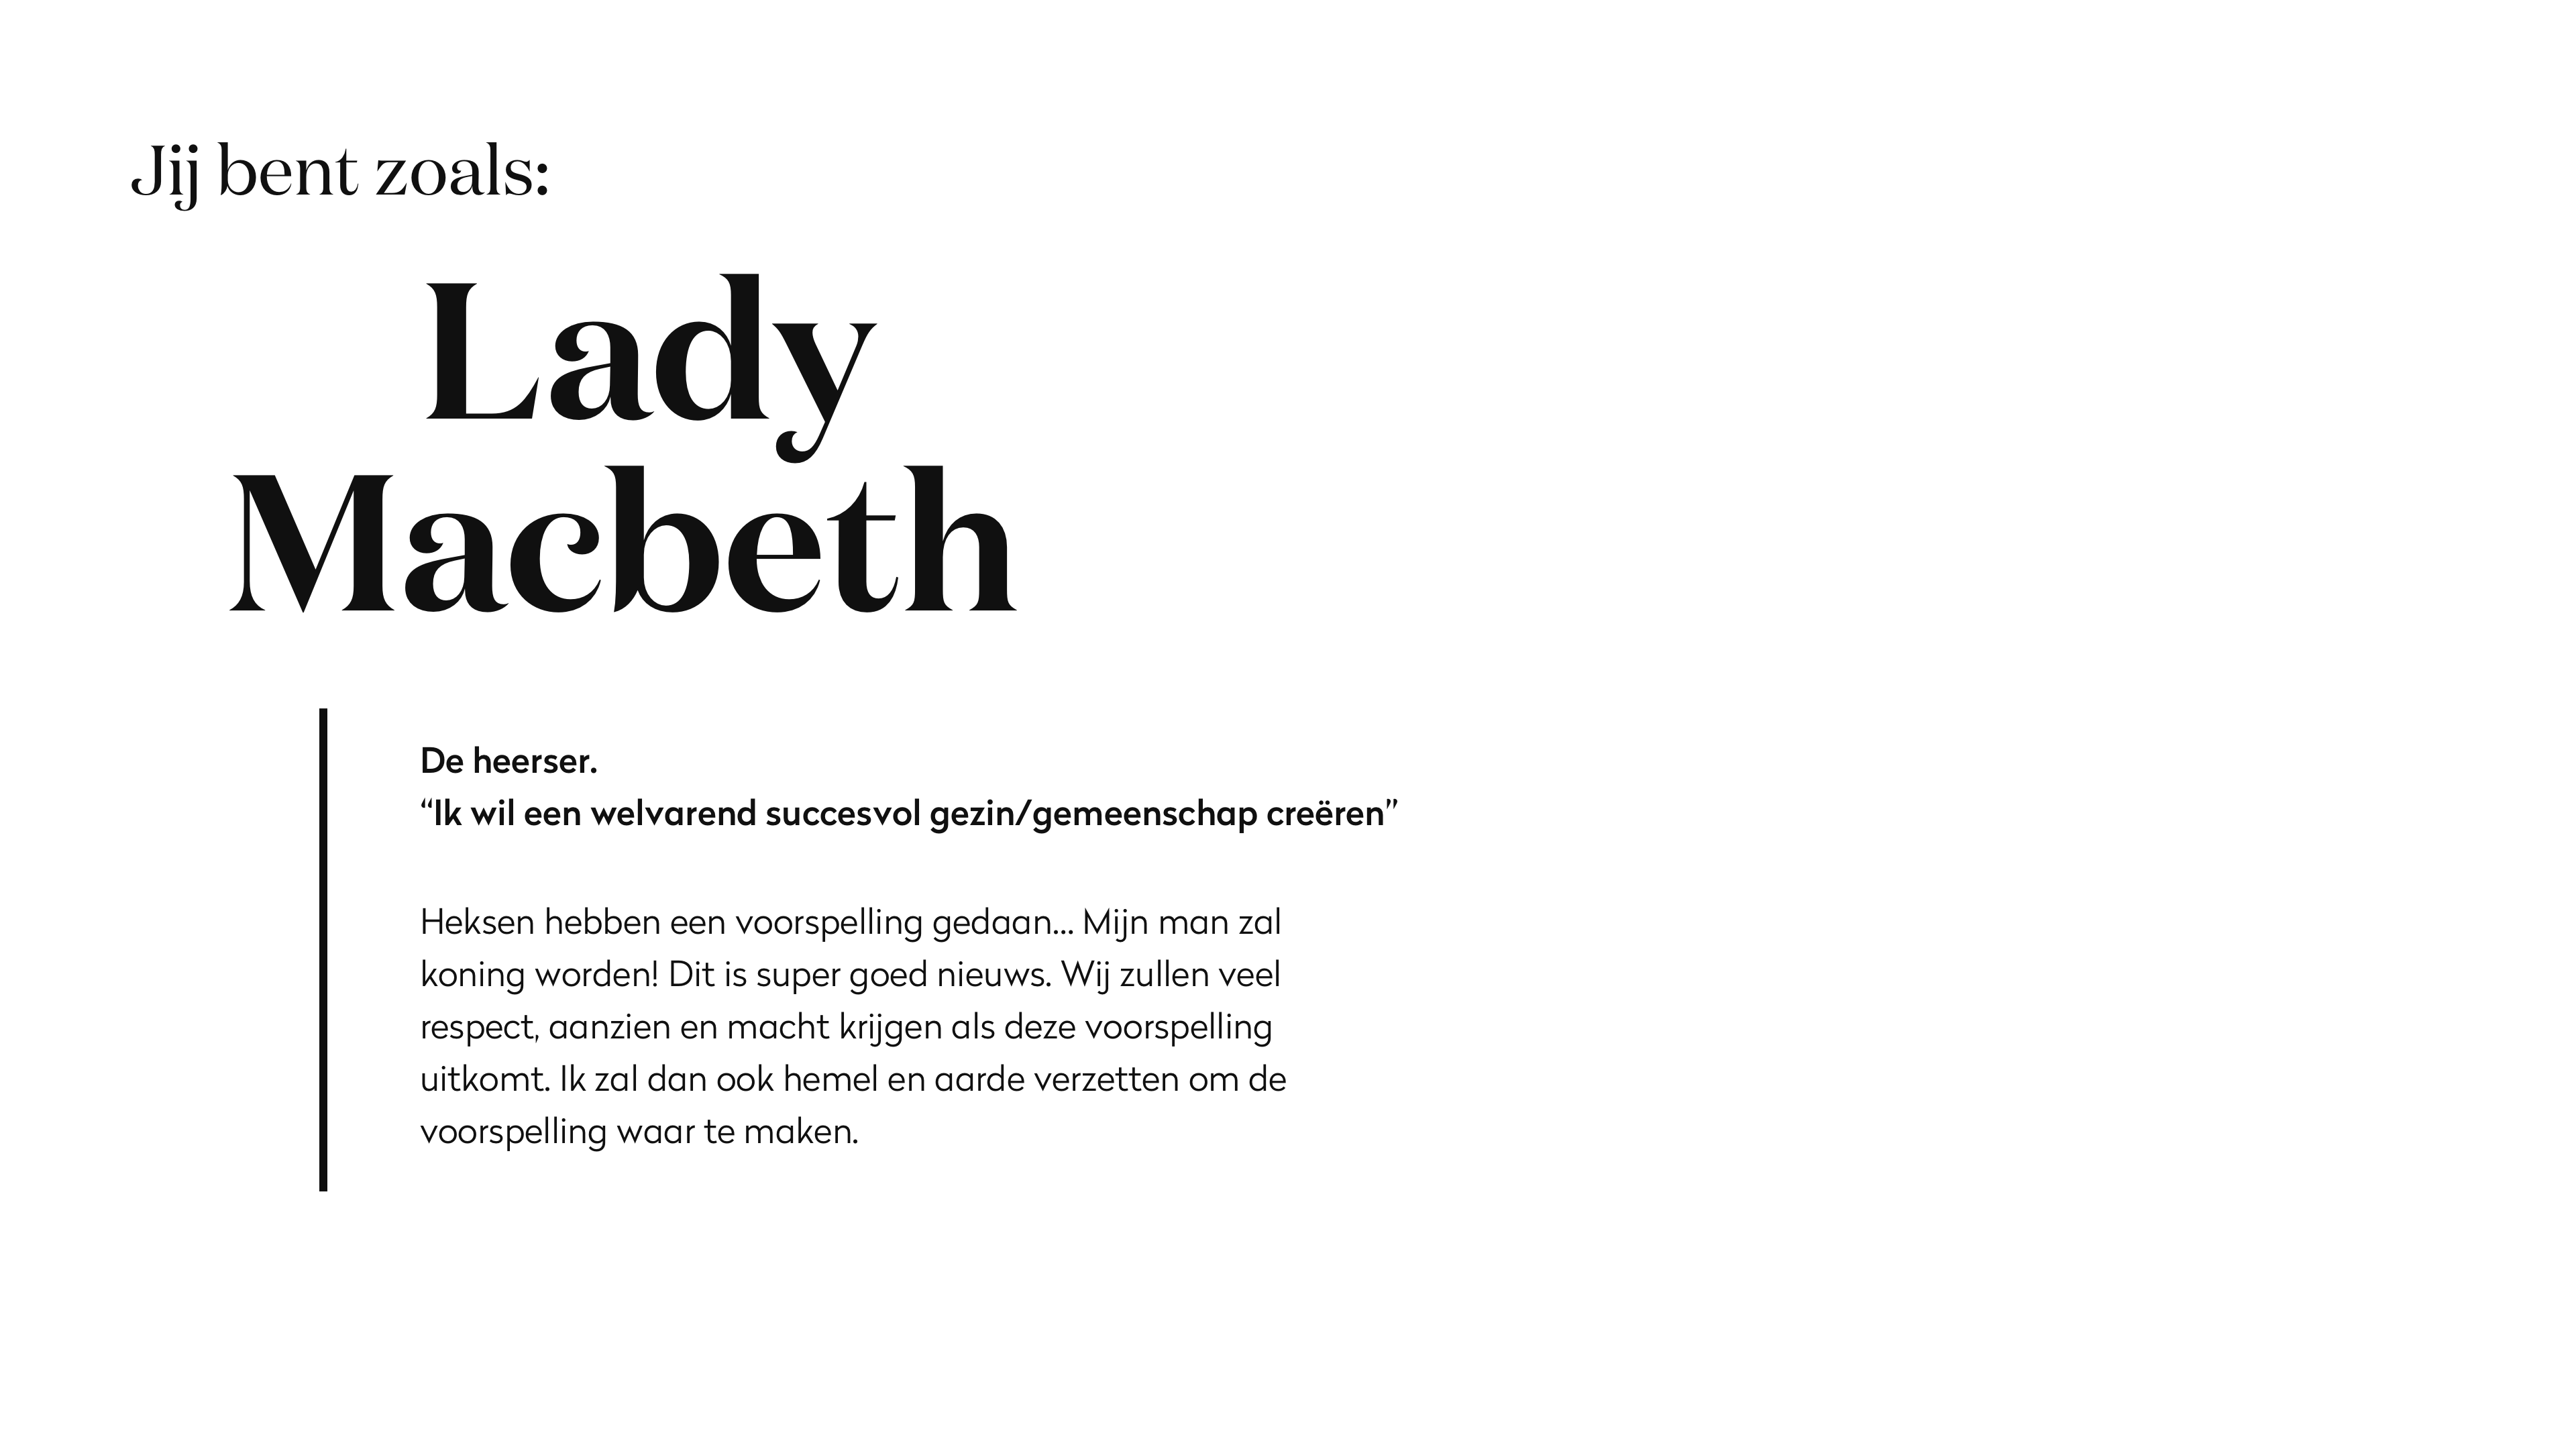 Jij bent zoals:
Lady
Macbeth
De heerser.
“Ik wil een welvarend succesvol gezin/gemeenschap creëren”
Heksen hebben een voorspelling gedaan... Mijn man zal
koning worden! Dit is super goed nieuws. Wij zullen veel
respect, aanzien en macht krijgen als deze voorspelling
uitkomt. Ik zal dan ook hemel en aarde verzetten om de
voorspelling waar te maken.